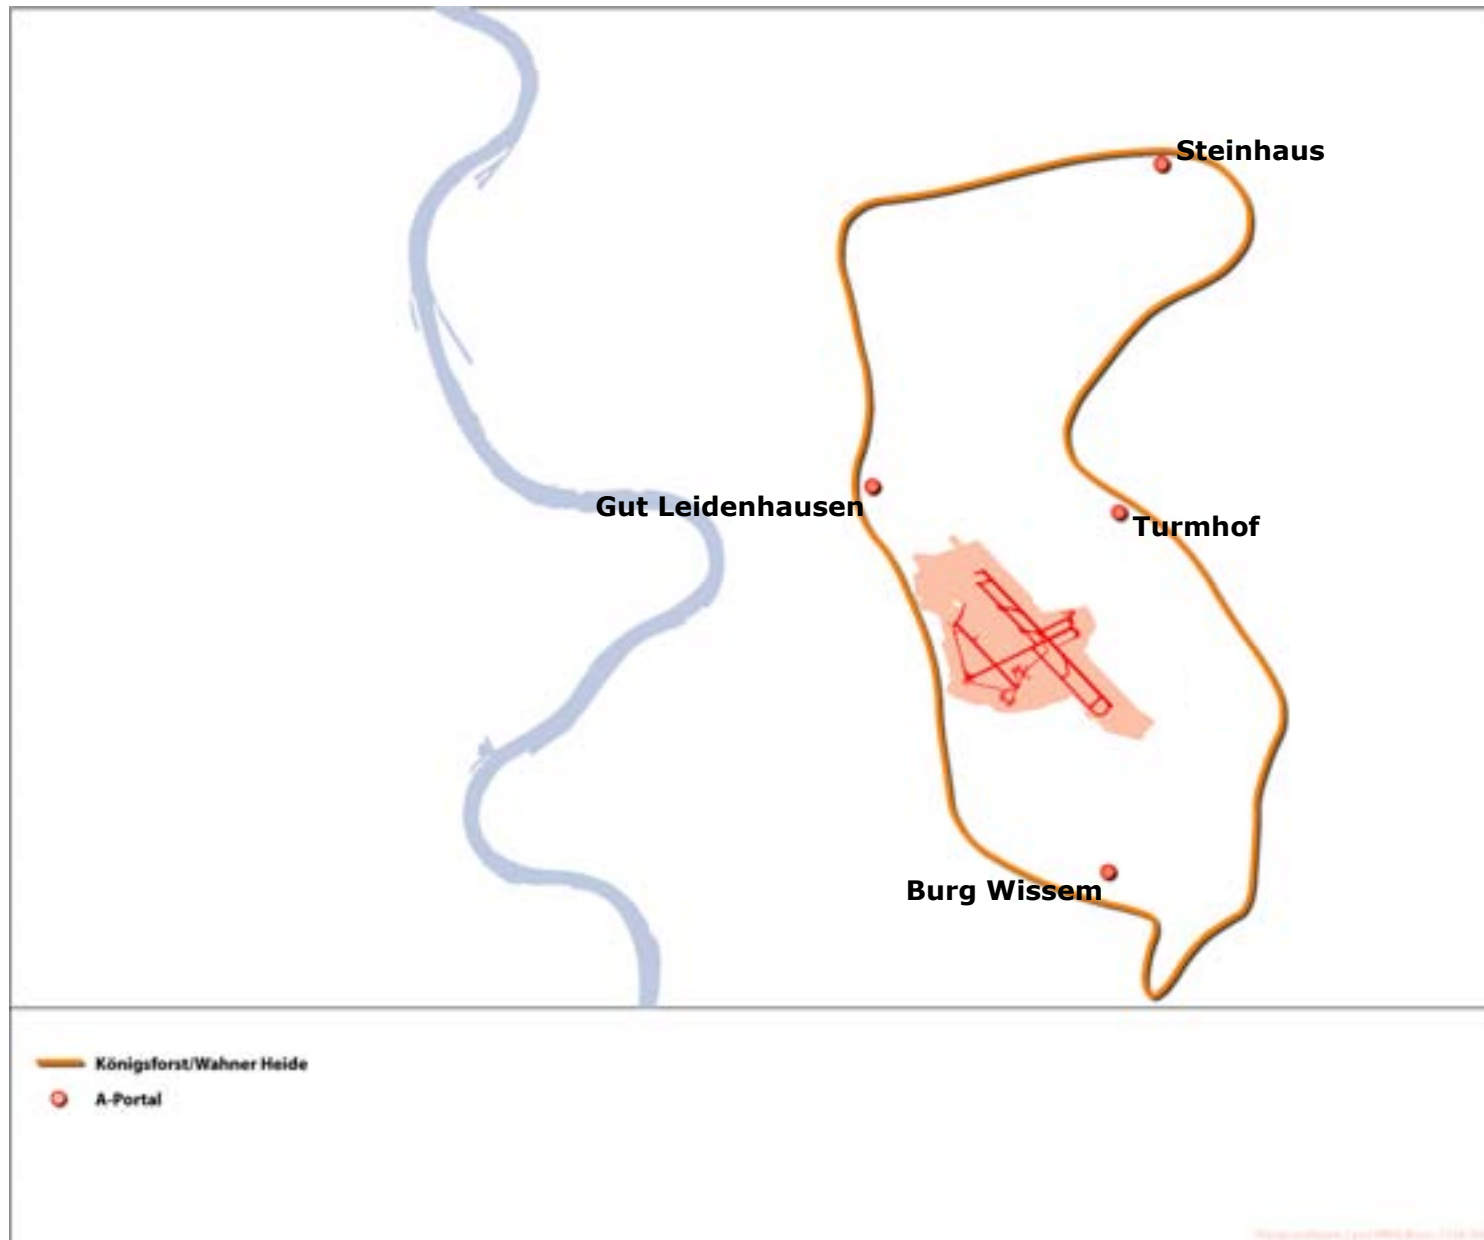 Steinhaus
Gut Leidenhausen
Turmhof
Burg Wissem
Königsforst/Wahner Heide
A-Portal